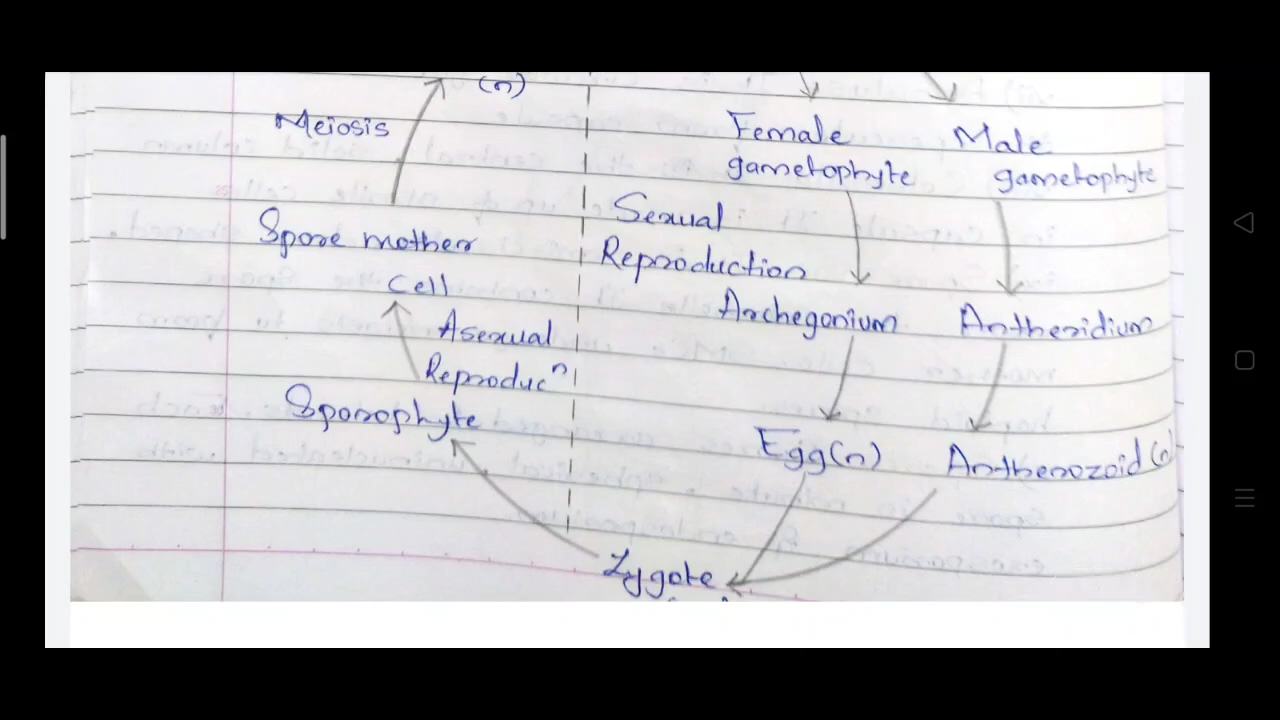 (n)
Meiosis
Female
gametophyte
Male
gametophyte
Sexual
Reproduction
Spore mother
Cell
Archegonium
Antheridium
Asexual
Reproducⁿ
Sporophyte
Egg(n)
Antherozoid(n)
Zygote